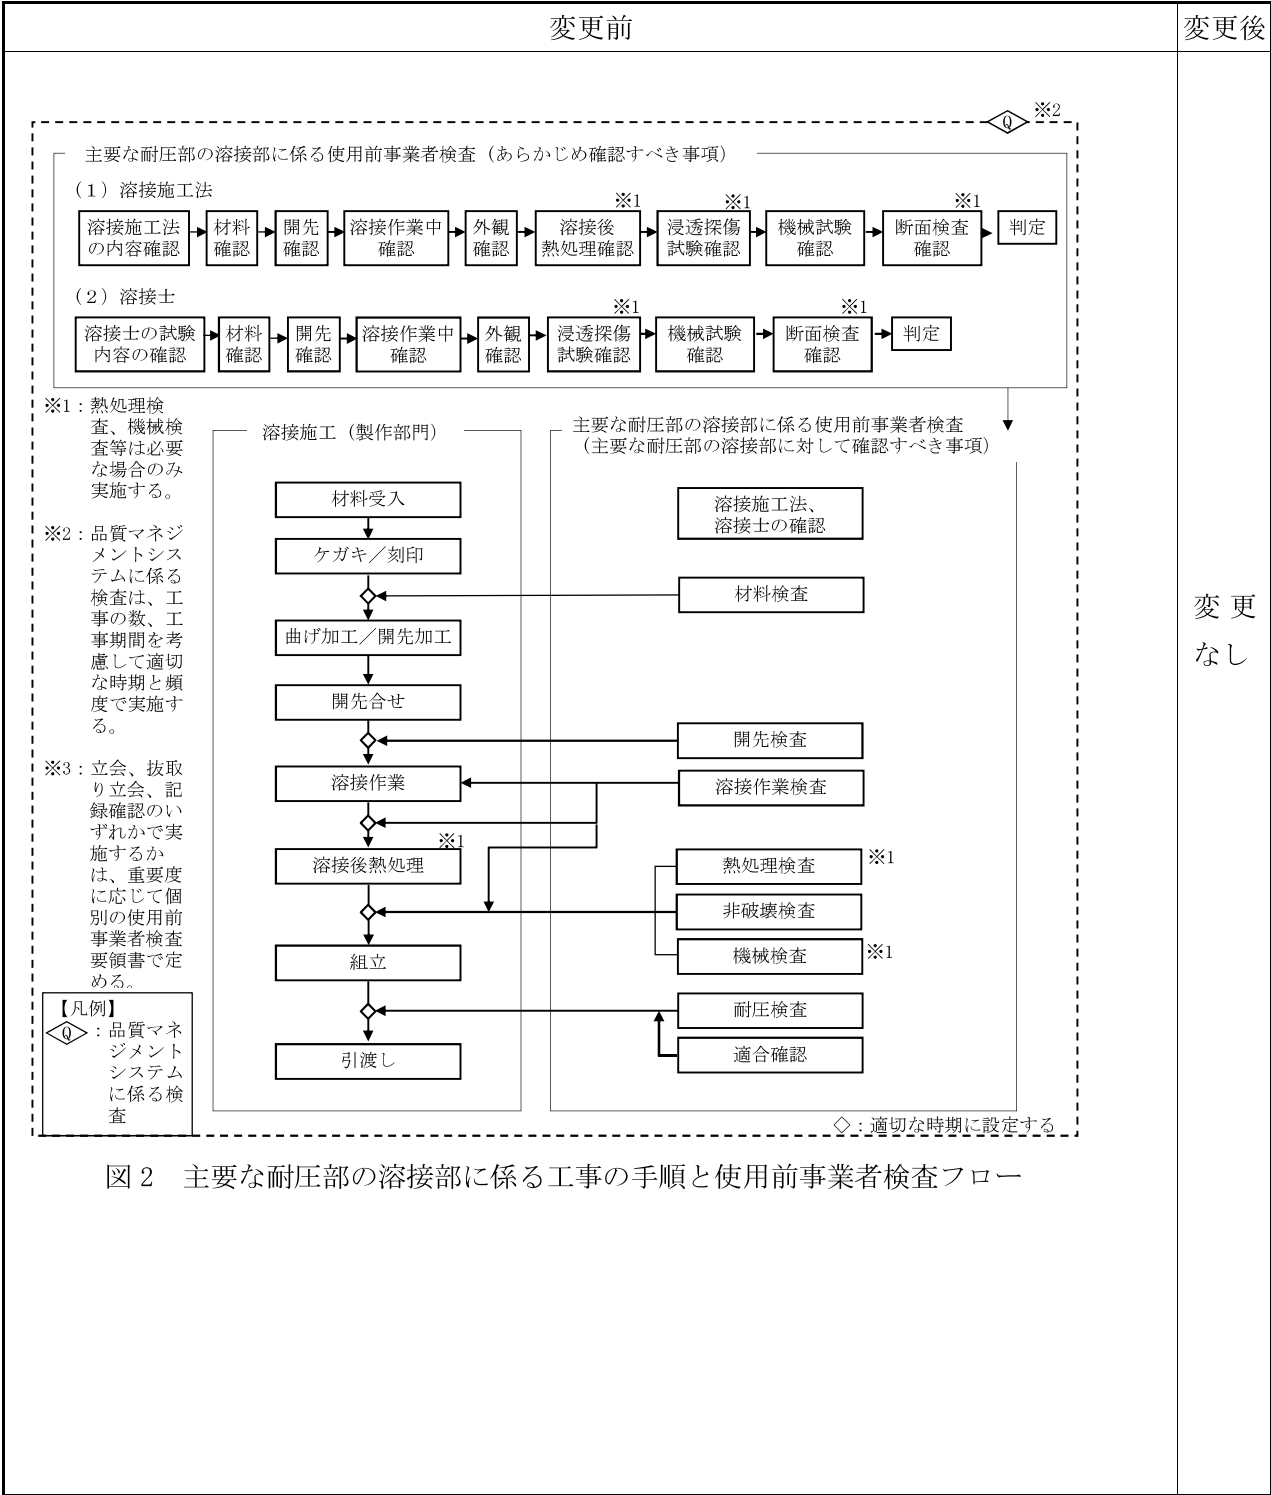 変更前
変更後
Q
※2
主要な耐圧部の溶接部に係る使用前事業者検査（あらかじめ確認すべき事項）
（１）溶接施工法
※1
※1
※1
溶接施工法
の内容確認
材料
確認
開先
確認
溶接作業中
確認
外観
確認
溶接後
熱処理確認
浸透探傷
試験確認
機械試験
確認
断面検査
確認
判定
（２）溶接士
※1
※1
溶接士の試験
内容の確認
材料
確認
開先
確認
溶接作業中
確認
外観
確認
浸透探傷
試験確認
機械試験
確認
断面検査
確認
判定
※1：熱処理検
査、機械検
査等は必要
な場合のみ
実施する。
※2：品質マネジ
メントシス
テムに係る
検査は、工
事の数、工
事期間を考
慮して適切
な時期と頻
度で実施す
る。
※3：立会、抜取
り立会、記
録確認のい
ずれかで実
施するか
は、重要度
に応じて個
別の使用前
事業者検査
要領書で定
める。
【凡例】
Q：品質マネ
ジメント
システム
に係る検
査
溶接施工（製作部門）
材料受入
ケガキ／刻印
曲げ加工／開先加工
開先合せ
溶接作業
※1
溶接後熱処理
組立
引渡し
主要な耐圧部の溶接部に係る使用前事業者検査
（主要な耐圧部の溶接部に対して確認すべき事項）
溶接施工法、
溶接士の確認
材料検査
開先検査
溶接作業検査
熱処理検査 ※1
非破壊検査
機械検査 ※1
耐圧検査
適合確認
◇：適切な時期に設定する
図２　主要な耐圧部の溶接部に係る工事の手順と使用前事業者検査フロー
変更
なし